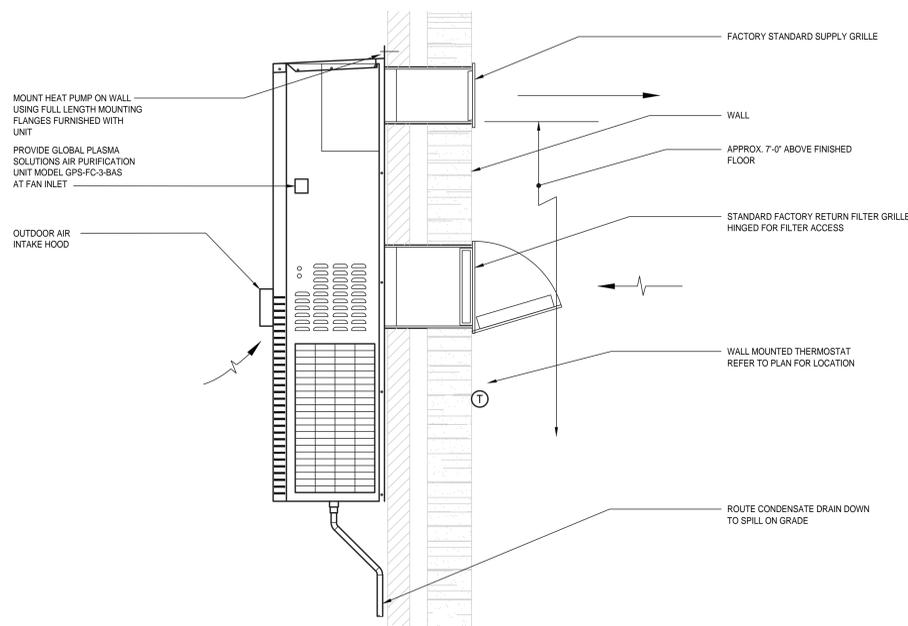 FACTORY STANDARD SUPPLY GRILLE
MOUNT HEAT PUMP ON WALL
USING FULL LENGTH MOUNTING
FLANGES FURNISHED WITH
UNIT
WALL
PROVIDE GLOBAL PLASMA
SOLUTIONS AIR PURIFICATION
UNIT MODEL GPS-FC-3-BAS
AT FAN INLET
APPROX. 7'-0" ABOVE FINISHED
FLOOR
OUTDOOR AIR
INTAKE HOOD
STANDARD FACTORY RETURN FILTER GRILLE
HINGED FOR FILTER ACCESS
WALL MOUNTED THERMOSTAT
REFER TO PLAN FOR LOCATION
T
ROUTE CONDENSATE DRAIN DOWN
TO SPILL ON GRADE